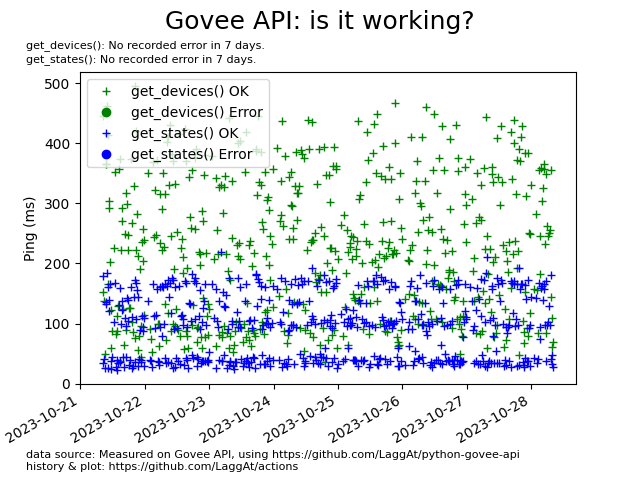 Govee API: is it working?
get_devices(): No recorded error in 7 days.
get_states(): No recorded error in 7 days.
get_devices() OK
get_devices() Error
get_states() OK
get_states() Error
Ping (ms)
500
400
300
200
100
0
2023-10-21
2023-10-22
2023-10-23
2023-10-24
2023-10-25
2023-10-26
2023-10-27
2023-10-28
data source: Measured on Govee API, using https://github.com/LaggAt/python-govee-api
history & plot: https://github.com/LaggAt/actions